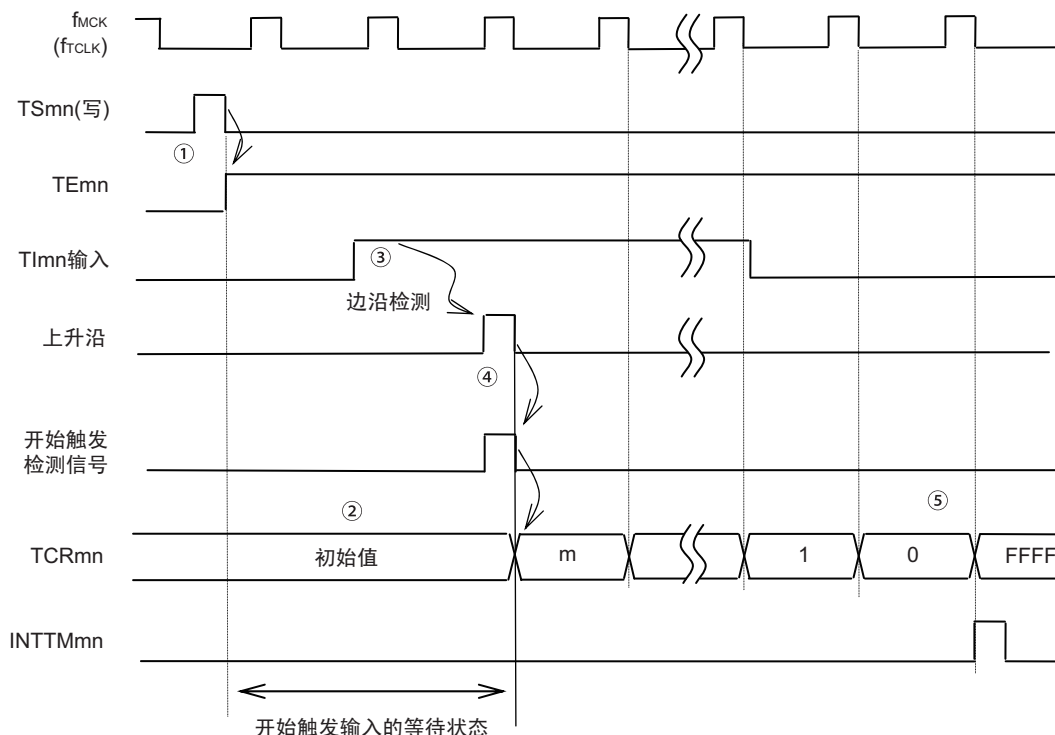 fMCK
(fTCLK)
TSmn(写)
①
TEmn
TImn输入
③
边沿检测
上升沿
④
开始触发
检测信号
②
⑤
TCRmn
初始值
m
1
0
FFFF
INTTMmn
开始触发输入的等待状态